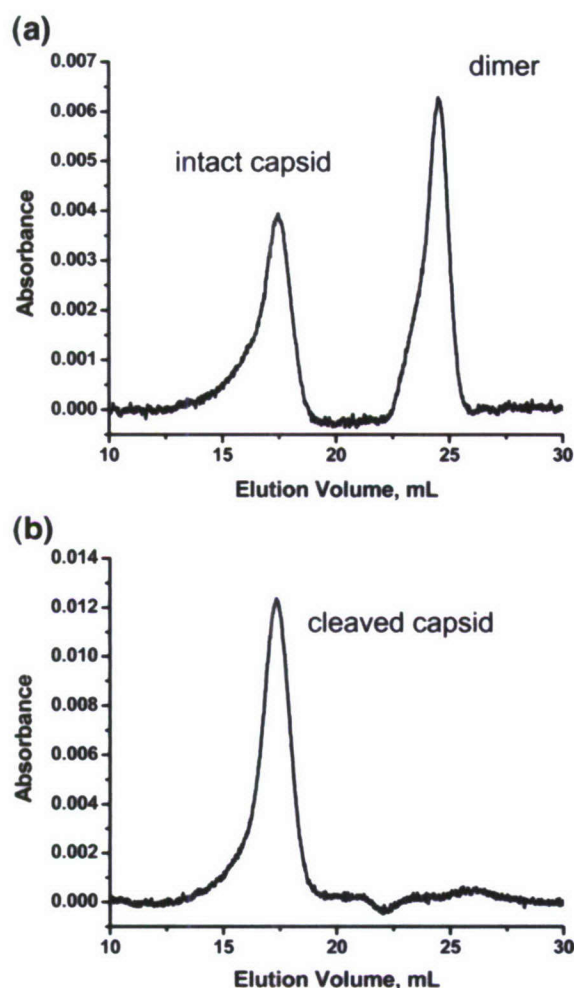 (a)
dimer
intact capsid
0.007
0.006
0.005
0.004
0.003
0.002
0.001
0.000
Absorbance
10 15 20 25 30
Elution Volume, mL
(b)
cleaved capsid
0.014
0.012
0.010
0.008
0.006
0.004
0.002
0.000
Absorbance
10 15 20 25 30
Elution Volume, mL